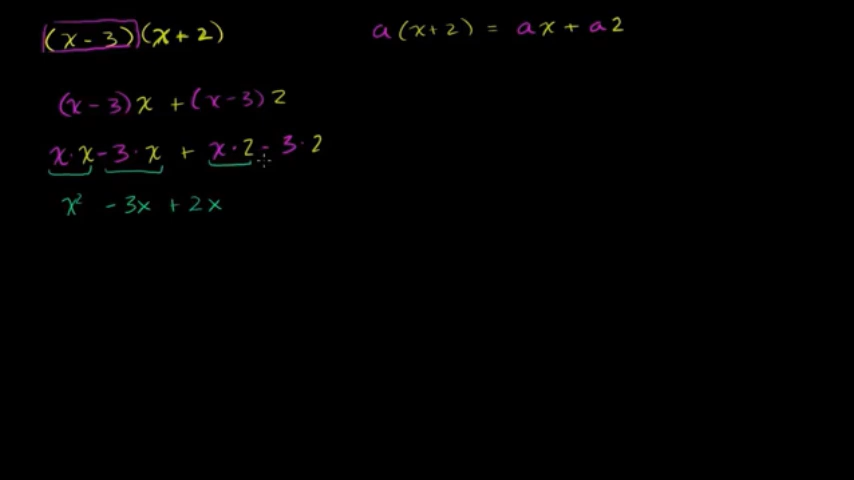 (x-3)(x+2) a(x+2) = ax + a2
(x-3)x + (x-3)2
x·x-3·x + x·2-3·2
x² -3x +2x